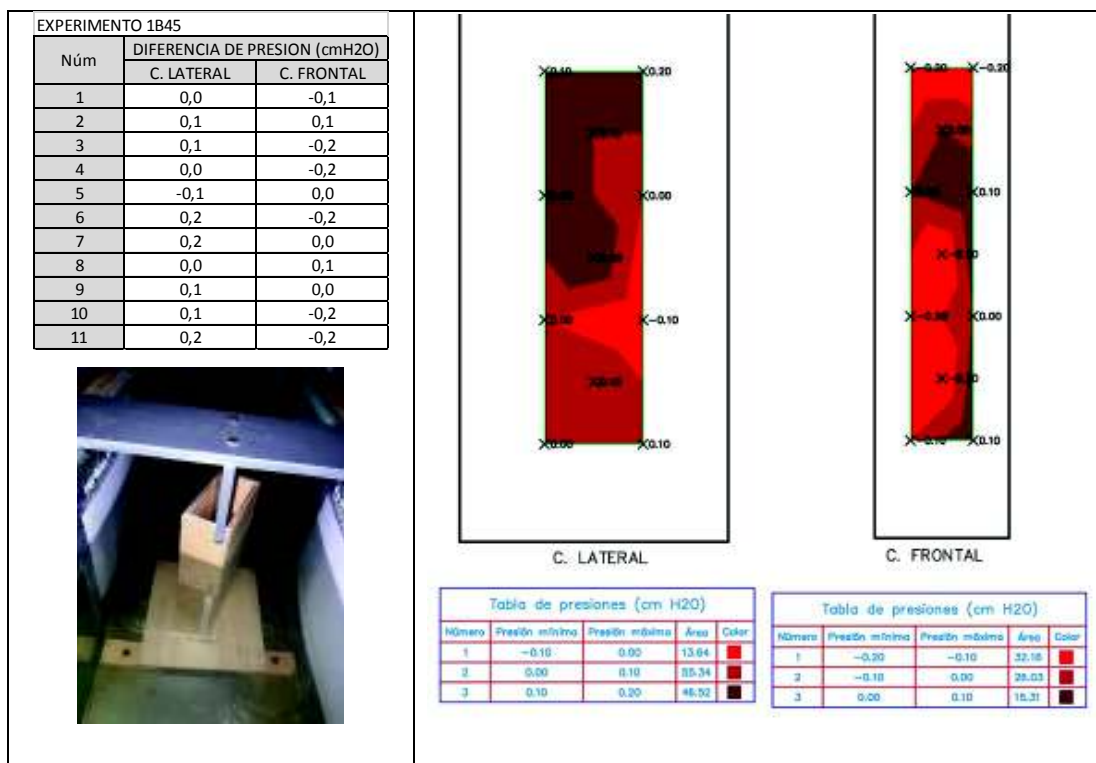 EXPERIMENTO 1B45
Núm DIFERENCIA DE PRESION (cmH2O)
C. LATERAL C. FRONTAL
1 0,0 -0,1
2 0,1 0,1
3 0,1 -0,2
4 0,0 -0,2
5 -0,1 0,0
6 0,2 -0,2
7 0,2 0,0
8 0,0 0,1
9 0,1 0,0
10 0,1 -0,2
11 0,2 -0,2
0.20
0.00
-0.10
0.10
C. LATERAL
-0.20
0.10
0.00
-0.10 0.10
C. FRONTAL
Tabla de presiones (cm H2O)
Número Presión mínima Presión máxima Área Color
1 -0.10 0.00 13.64
2 0.00 0.10 55.34
3 0.10 0.20 46.52
Tabla de presiones (cm H2O)
Número Presión mínima Presión máxima Área Color
1 -0.20 -0.10 32.16
2 -0.10 0.00 28.03
3 0.00 0.10 15.31